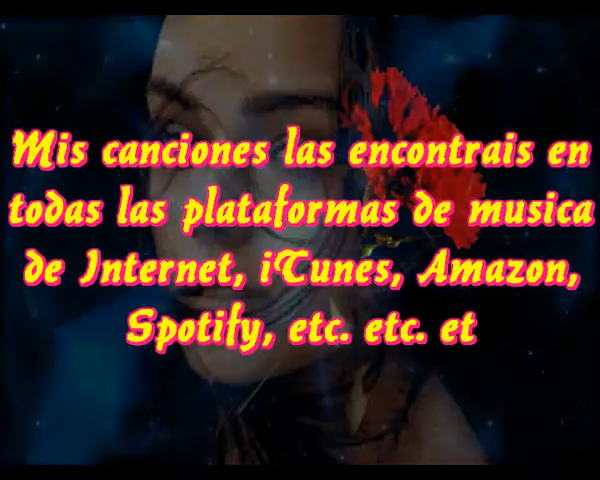 Mis canciones las encontrais en
todas las plataformas de musica
de Internet, iTunes, Amazon,
Spotify, etc. etc. et